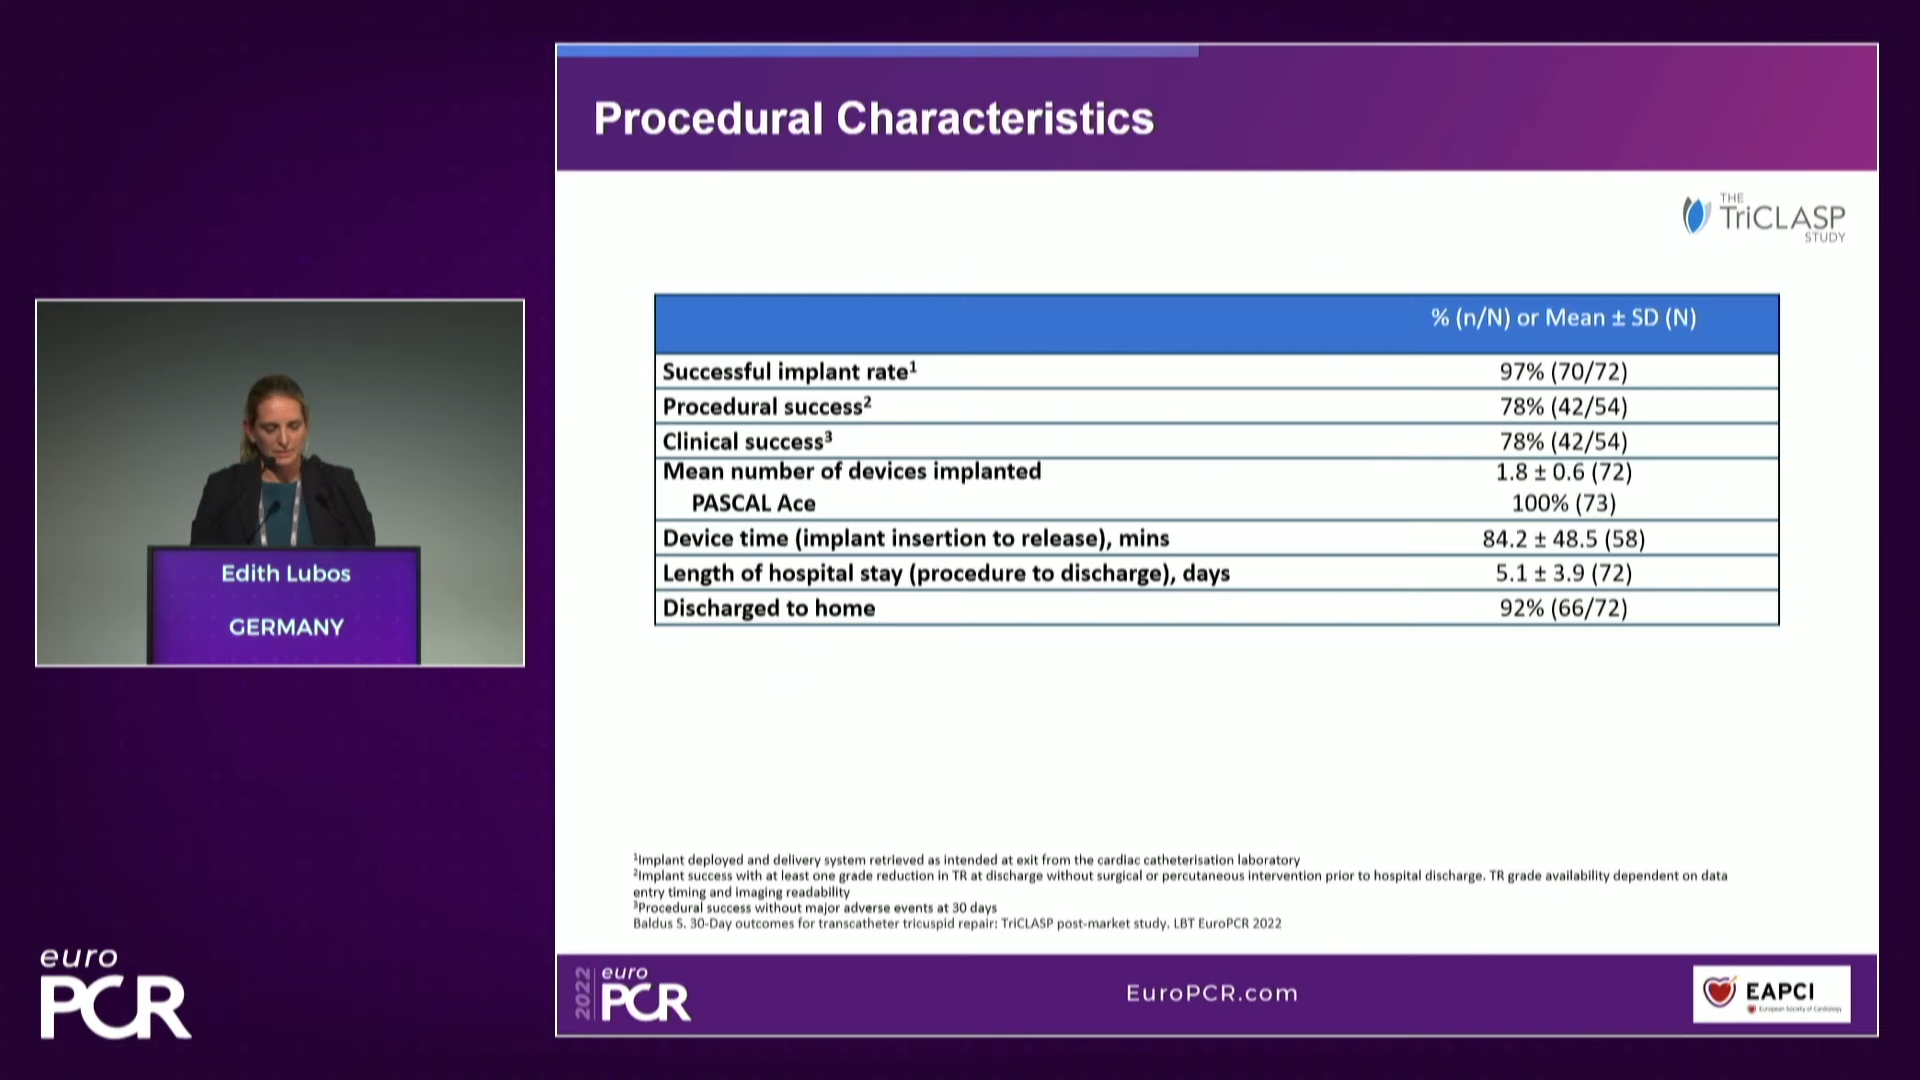 Procedural Characteristics
THE
TriCLASP
STUDY
% (n/N) or Mean ± SD (N)
Successful implant rate¹ 97% (70/72)
Procedural success² 78% (42/54)
Clinical success³ 78% (42/54)
Mean number of devices implanted 1.8 ± 0.6 (72)
PASCAL Ace 100% (73)
Device time (implant insertion to release), mins 84.2 ± 48.5 (58)
Length of hospital stay (procedure to discharge), days 5.1 ± 3.9 (72)
Discharged to home 92% (66/72)
¹Implant deployed and delivery system retrieved as intended at exit from the cardiac catheterisation laboratory
²Implant success with at least one grade reduction in TR at discharge without surgical or percutaneous intervention prior to hospital discharge. TR grade availability dependent on data
entry timing and imaging readability
³Procedural success without major adverse events at 30 days
Baldus S. 30-Day outcomes for transcatheter tricuspid repair: TriCLASP post-market study. LBT EuroPCR 2022
Edith Lubos
GERMANY
euro
PCR
2022
euro
PCR
EuroPCR.com
EAPCI
European Society of Cardiology